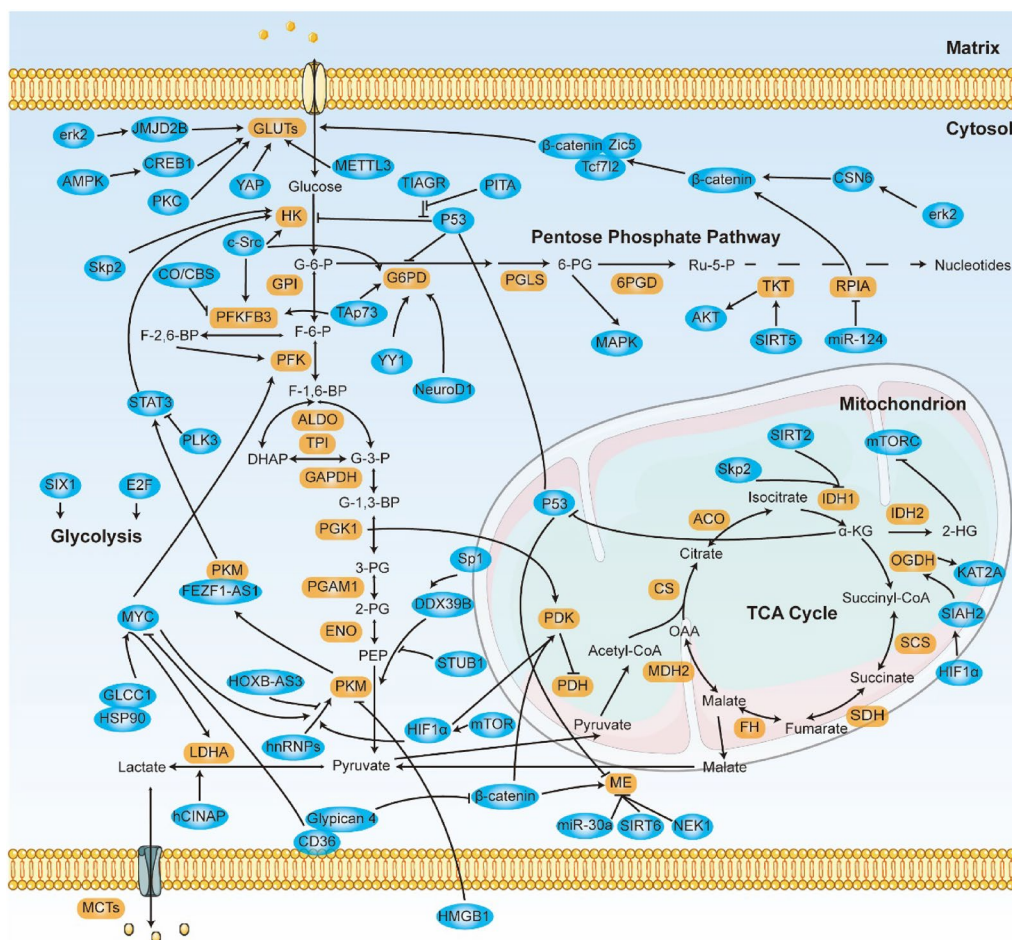 Matrix
Cytosol
erk2
JMJD2B
GLUTs
β-catenin
Zic5
Tcf7l2
CREB1
METTL3
AMPK
YAP
PKC
Glucose
TIAGR
PITA
β-catenin
CSN6
erk2
HK
P53
c-Src
Skp2
Pentose Phosphate Pathway
CO/CBS
G-6-P
GPI
G6PD
PGLS
6-PG
6PGD
Ru-5-P
TKT
RPIA
Nucleotides
PFKFB3
TAp73
F-6-P
F-2,6-BP
AKT
MAPK
SIRT5
miR-124
PFK
YY1
NeuroD1
F-1,6-BP
STAT3
PLK3
ALDO
TPI
DHAP
G-3-P
GAPDH
Mitochondrion
SIRT2
mTORC
Skp2
Isocitrate
IDH1
IDH2
SIX1
E2F
G-1,3-BP
P53
ACO
α-KG
2-HG
Glycolysis
PGK1
Citrate
OGDH
KAT2A
3-PG
Sp1
PKM
FEZF1-AS1
PGAM1
DDX39B
CS
TCA Cycle
Succinyl-CoA
SIAH2
2-PG
MYC
ENO
PDK
OAA
PEP
STUB1
Acetyl-CoA
SCS
HIF1α
MDH2
GLCC1
HSP90
HOXB-AS3
PKM
PDH
Succinate
Malate
HIF1α
mTOR
Pyruvate
FH
Fumarate
SDH
hnRNPs
LDHA
Lactate
Pyruvate
Malate
ME
β-catenin
hCINAP
Glypican 4
CD36
miR-30a
SIRT6
NEK1
MCTs
HMGB1